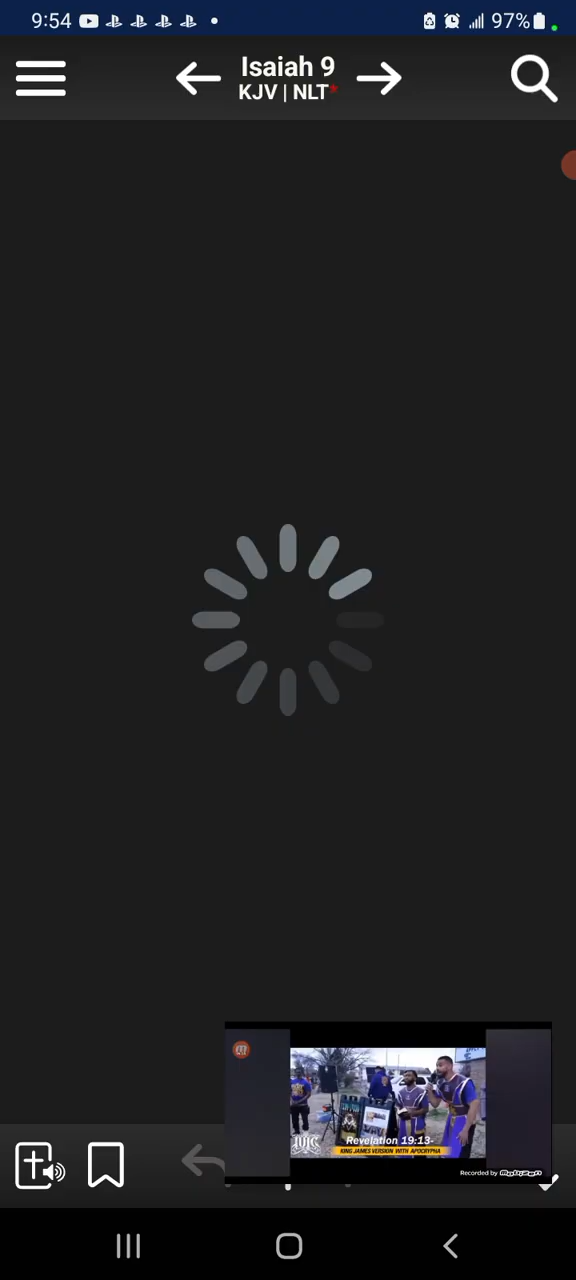 9:54
97%
Isaiah 9
KJV | NLT*
Revelation 19:13-
KING JAMES VERSION WITH APOCRYPHA
Recorded by